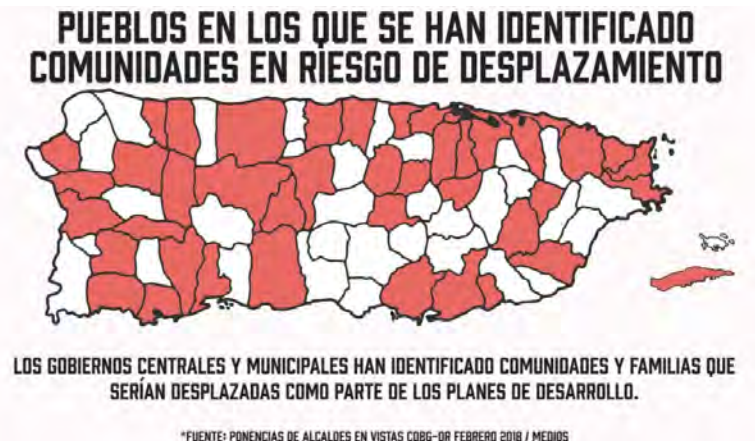 PUEBLOS EN LOS QUE SE HAN IDENTIFICADO
COMUNIDADES EN RIESGO DE DESPLAZAMIENTO
LOS GOBIERNOS CENTRALES Y MUNICIPALES HAN IDENTIFICADO COMUNIDADES Y FAMILIAS QUE
SERÍAN DESPLAZADAS COMO PARTE DE LOS PLANES DE DESARROLLO.
*FUENTE: PONENCIAS DE ALCALDES EN VISTAS CDBG-DR FEBRERO 2018 / MEDIOS